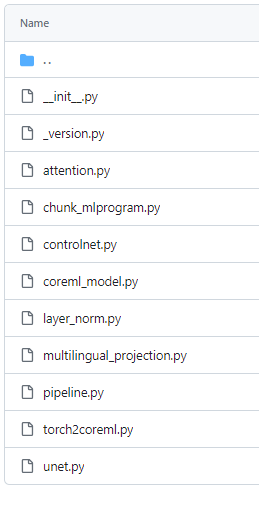 Name
..
__init__.py
_version.py
attention.py
chunk_mlprogram.py
controlnet.py
coreml_model.py
layer_norm.py
multilingual_projection.py
pipeline.py
torch2coreml.py
unet.py